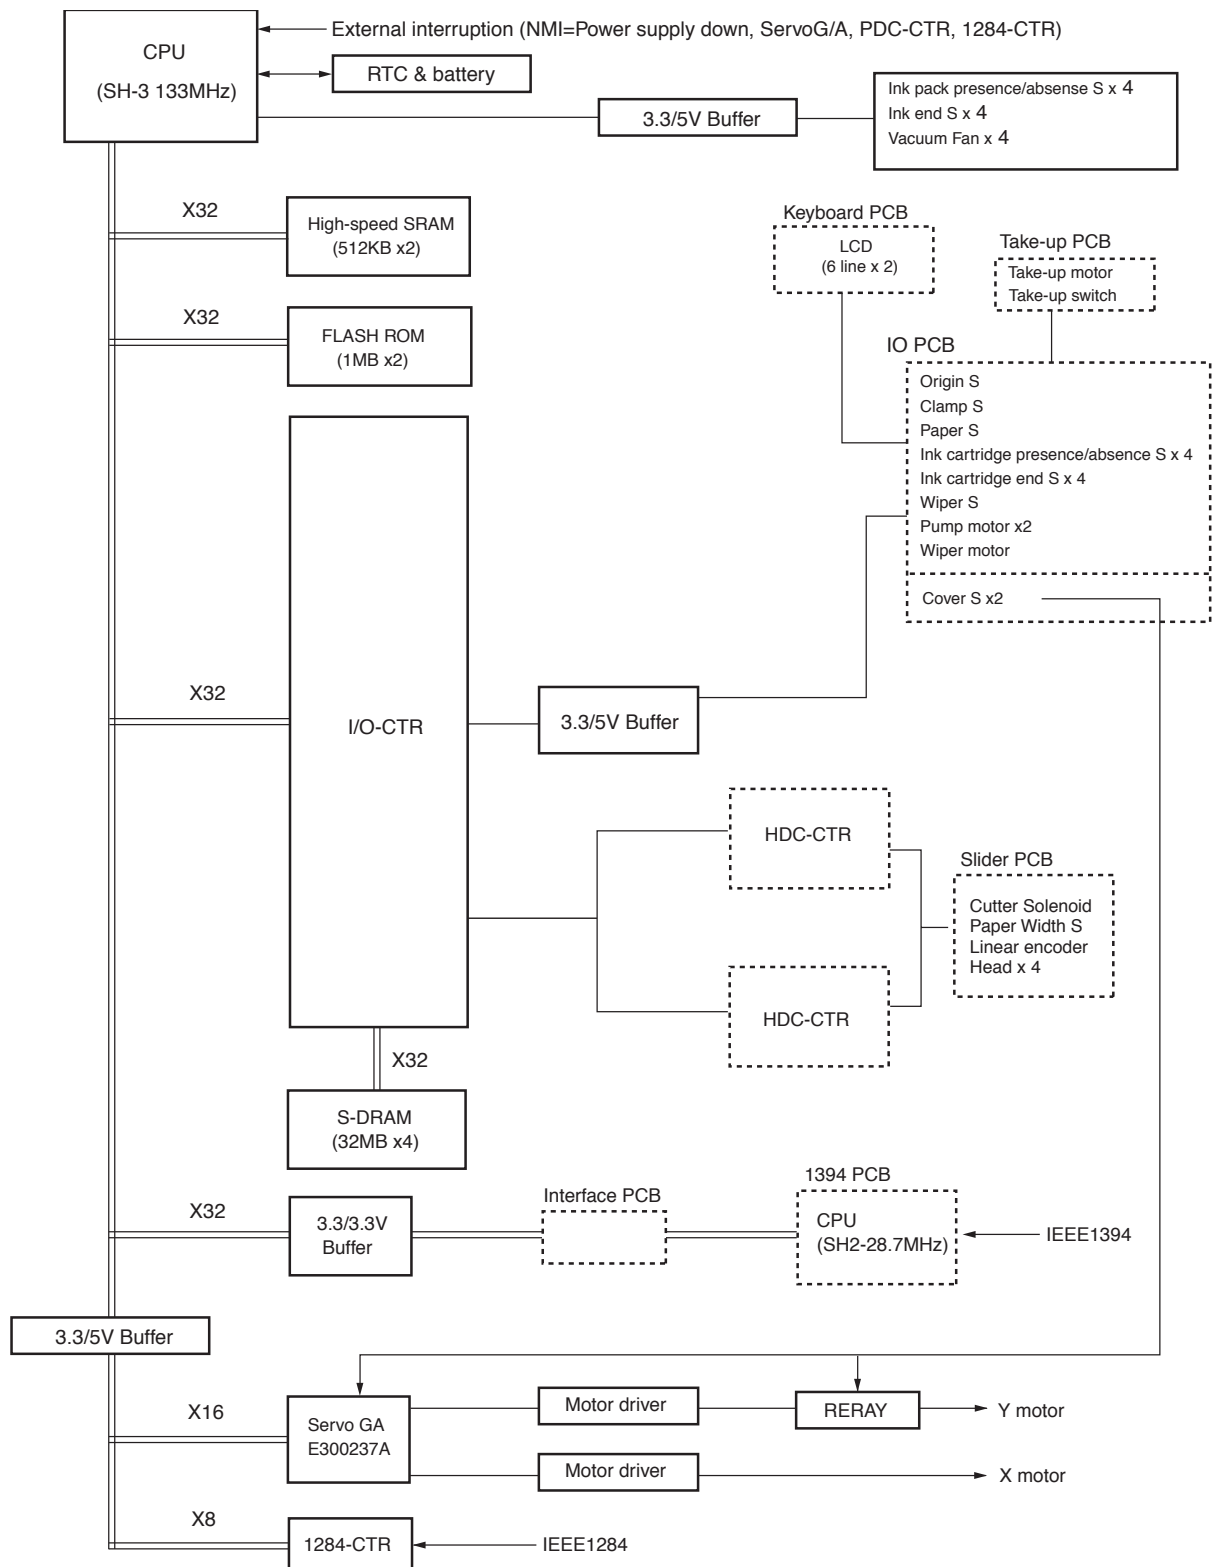 External interruption (NMI=Power supply down, ServoG/A, PDC-CTR, 1284-CTR)
CPU
(SH-3 133MHz)
RTC & battery
3.3/5V Buffer
Ink pack presence/absense S x 4
Ink end S x 4
Vacuum Fan x 4
X32
High-speed SRAM
(512KB x2)
Keyboard PCB
LCD
(6 line x 2)
Take-up PCB
Take-up motor
Take-up switch
X32
FLASH ROM
(1MB x2)
IO PCB
Origin S
Clamp S
Paper S
Ink cartridge presence/absence S x 4
Ink cartridge end S x 4
Wiper S
Pump motor x2
Wiper motor
Cover S x2
X32
I/O-CTR
3.3/5V Buffer
HDC-CTR
Slider PCB
Cutter Solenoid
Paper Width S
Linear encoder
Head x 4
HDC-CTR
X32
S-DRAM
(32MB x4)
X32
3.3/3.3V
Buffer
Interface PCB
1394 PCB
CPU
(SH2-28.7MHz)
IEEE1394
3.3/5V Buffer
X16
Servo GA
E300237A
Motor driver
RERAY
Y motor
Motor driver
X motor
X8
1284-CTR
IEEE1284